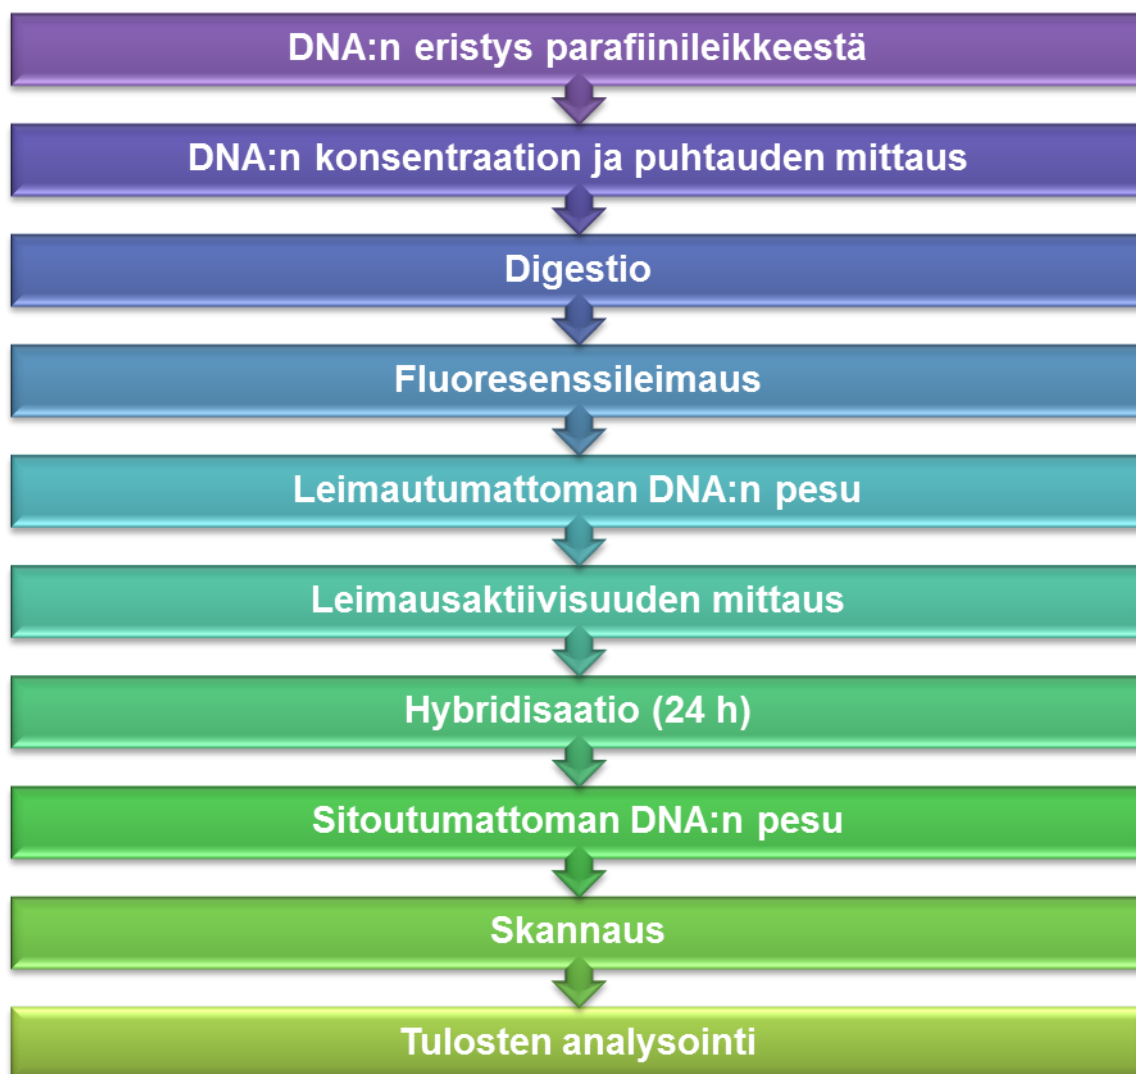 DNA:n eristys parafiinileikkeestä
DNA:n konsentraation ja puhtauden mittaus
Digestio
Fluoresenssileimaus
Leimautumattoman DNA:n pesu
Leimausaktiivisuuden mittaus
Hybridisaatio (24 h)
Sitoutumattoman DNA:n pesu
Skannaus
Tulosten analysointi